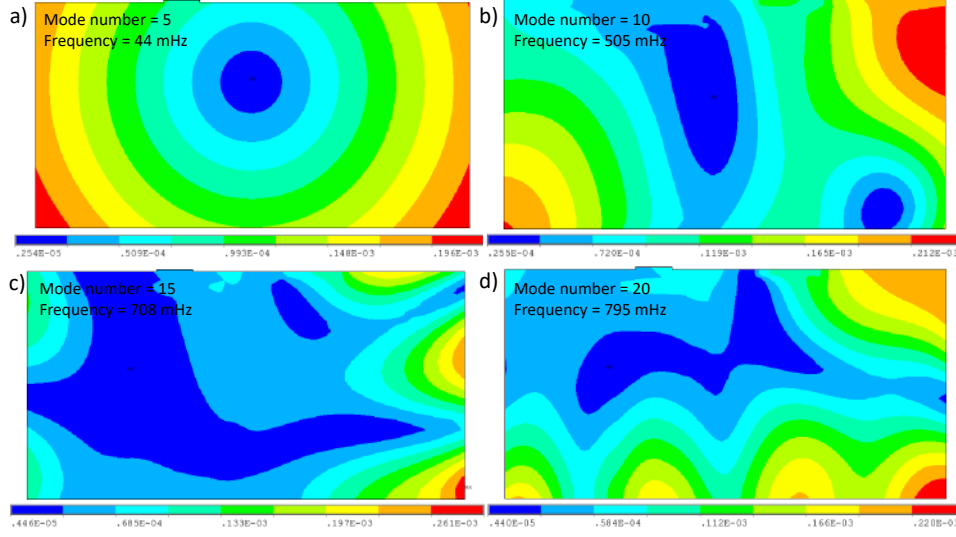 a)
Mode number = 5
Frequency = 44 mHz
.254E-05 .509E-04 .993E-04 .148E-03 .196E-03
b)
Mode number = 10
Frequency = 505 mHz
.255E-04 .720E-04 .119E-03 .165E-03 .212E-03
c)
Mode number = 15
Frequency = 708 mHz
.466E-05 .685E-04 .133E-03 .197E-03 .261E-03
d)
Mode number = 20
Frequency = 795 mHz
.440E-05 .584E-04 .112E-03 .166E-03 .220E-03